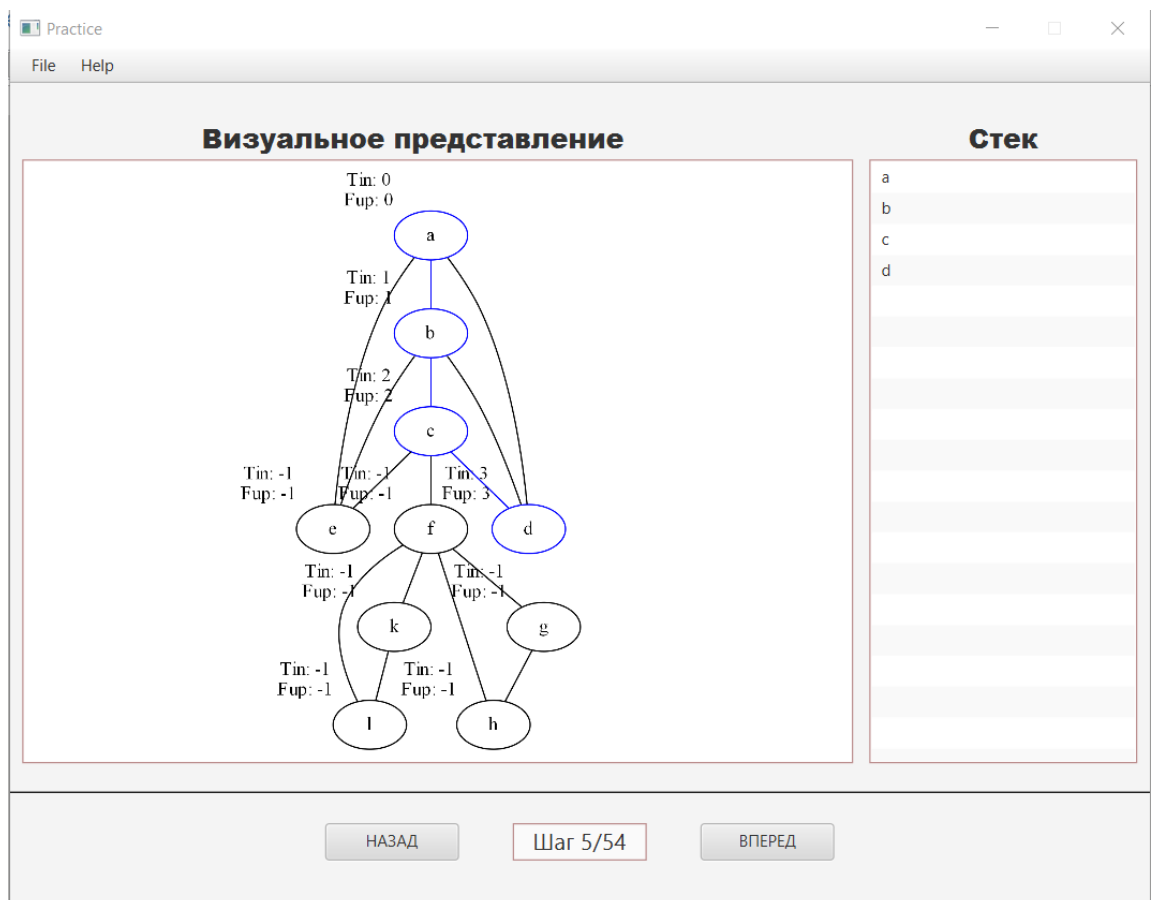 Practice
File Help
Визуальное представление
Стек
Tin: 0
Fup: 0
a
Tin: 1
Fup: 1
b
Tin: 2
Fup: 2
c
Tin: -1
Fup: -1
Tin: -1
Fup: -1
Tin: 3
Fup: 3
e
f
d
Tin: -1
Fup: -1
Tin: -1
Fup: -1
k
g
Tin: -1
Fup: -1
Tin: -1
Fup: -1
l
h
a
b
c
d
НАЗАД
Шаг 5/54
ВПЕРЕД